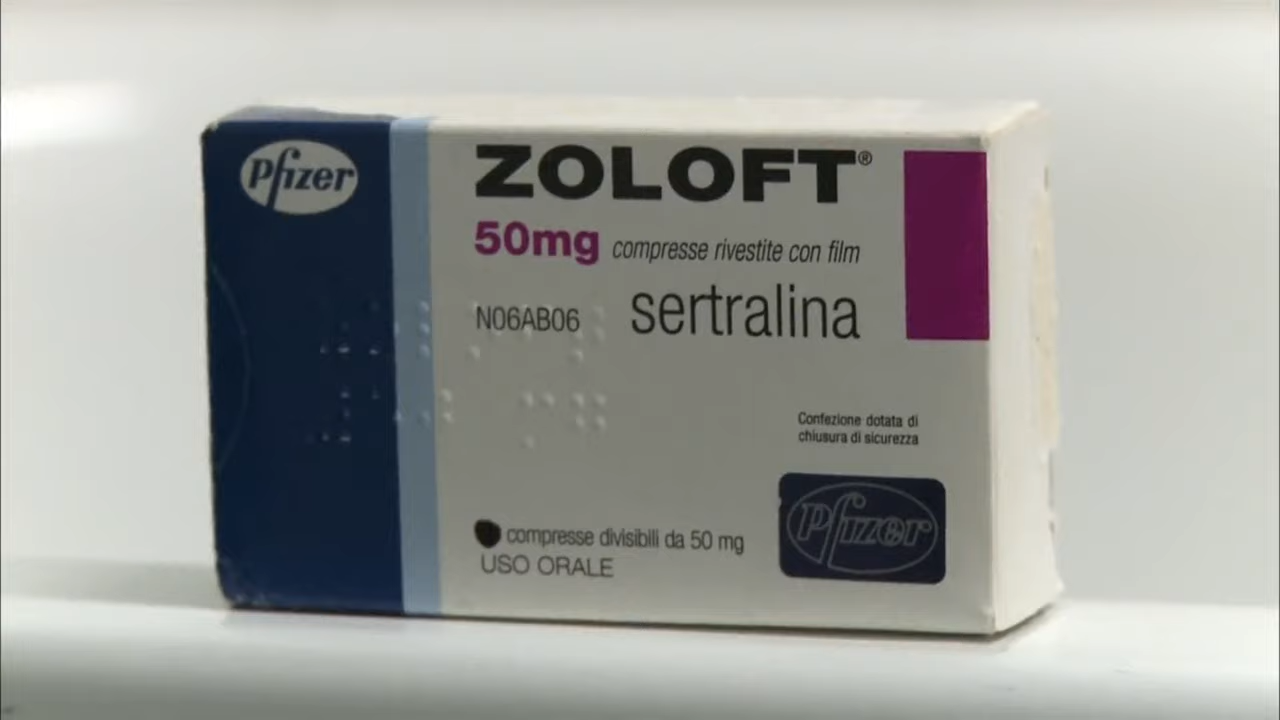 Pfizer
ZOLOFT®
50mg compresse rivestite con film
N06AB06 sertralina
Confezione dotata di
chiusura di sicurezza
Pfizer
compresse divisibili da 50 mg
USO ORALE